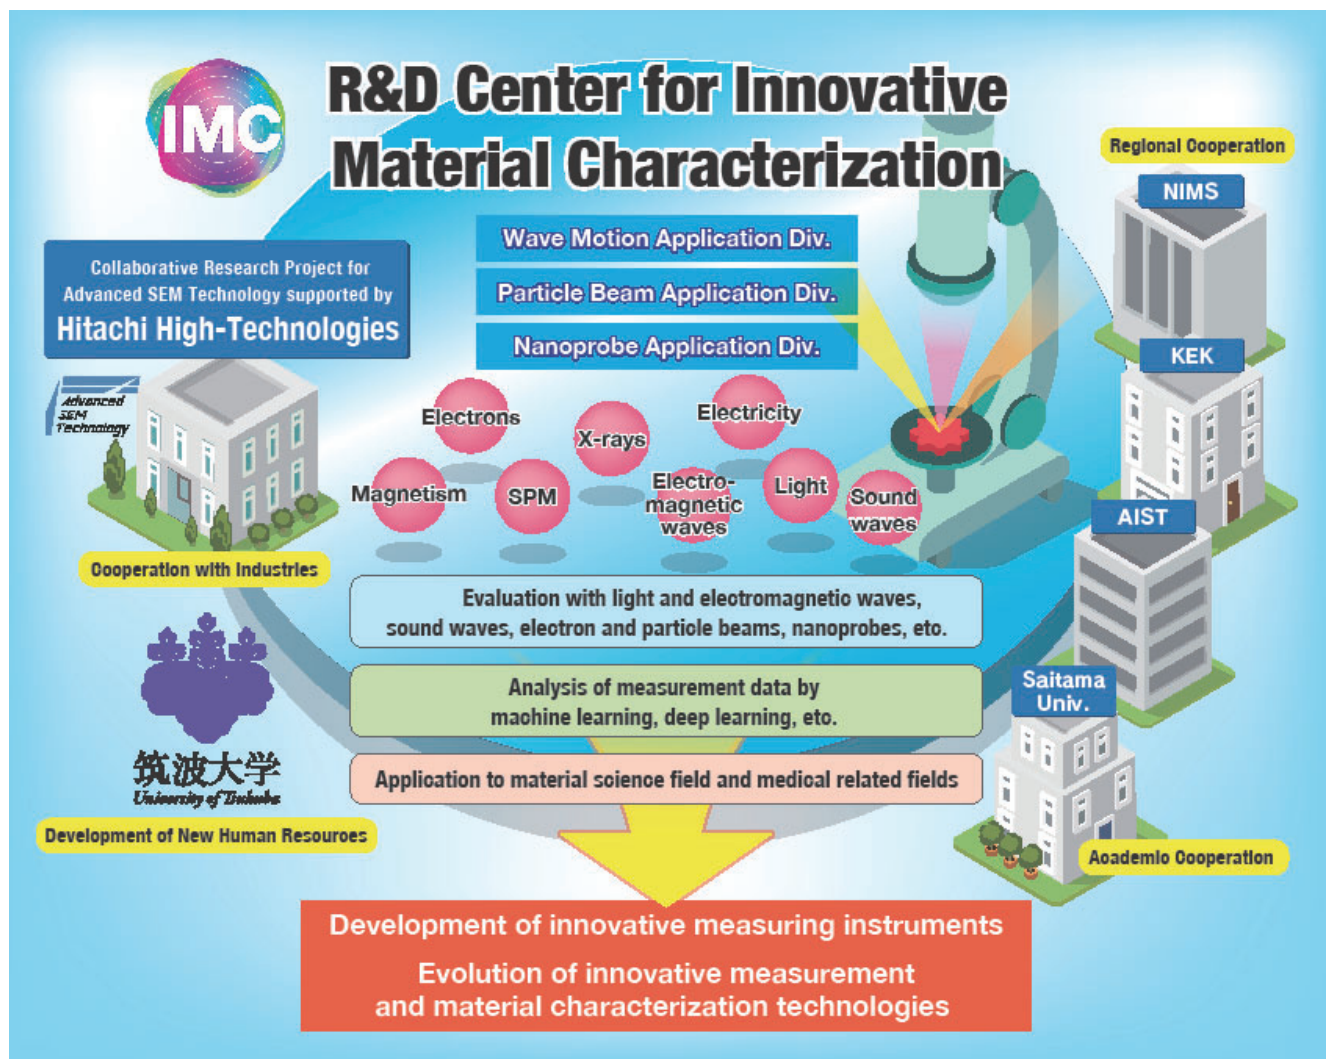 IMC
R&D Center for Innovative
Material Characterization
Regional Cooperation
NIMS
Wave Motion Application Div.
Particle Beam Application Div.
Nanoprobe Application Div.
Collaborative Research Project for
Advanced SEM Technology supported by
Hitachi High-Technologies
KEK
Advanced
SEM
Technology
Electrons
X-rays
Electricity
Magnetism
SPM
Electro-
magnetic
waves
Light
Sound
waves
AIST
Cooperation with Industries
Evaluation with light and electromagnetic waves,
sound waves, electron and particle beams, nanoprobes, etc.
Analysis of measurement data by
machine learning, deep learning, etc.
Saitama
Univ.
筑波大学
University of Tsukuba
Application to material science field and medical related fields
Development of New Human Resources
Academic Cooperation
Development of innovative measuring instruments
Evolution of innovative measurement
and material characterization technologies